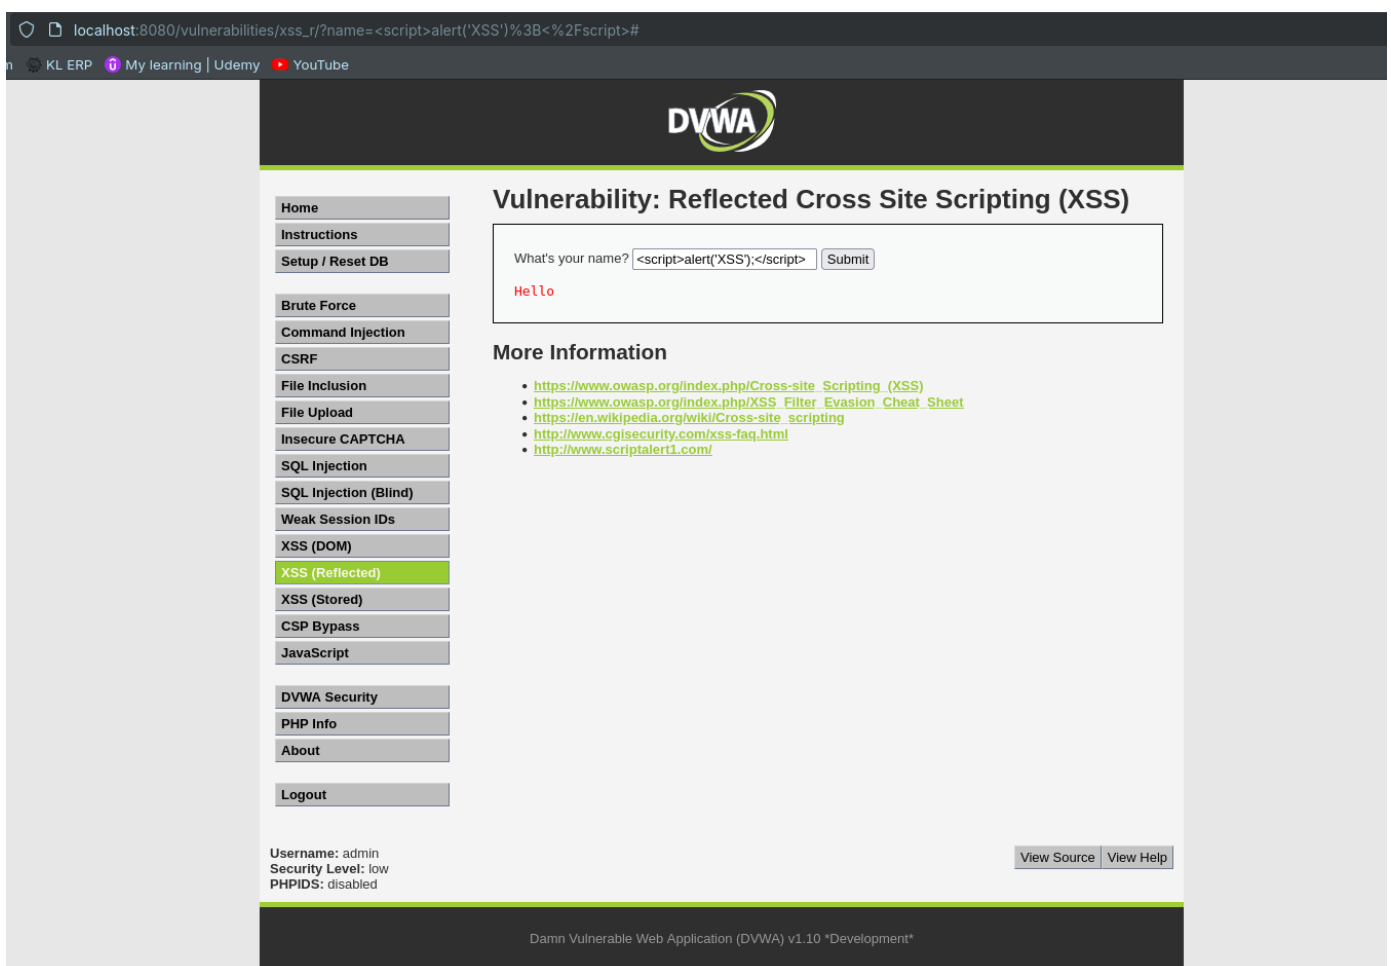 localhost:8080/vulnerabilities/xss_r/?name=<script>alert('XSS')%3B<%2Fscript>#
KL ERP My learning | Udemy YouTube
DVWA
Vulnerability: Reflected Cross Site Scripting (XSS)
Home
Instructions
Setup / Reset DB
Brute Force
Command Injection
CSRF
File Inclusion
File Upload
Insecure CAPTCHA
SQL Injection
SQL Injection (Blind)
Weak Session IDs
XSS (DOM)
XSS (Reflected)
XSS (Stored)
CSP Bypass
JavaScript
DVWA Security
PHP Info
About
Logout
What's your name? <script>alert('XSS');</script> Submit
Hello
More Information
https://www.owasp.org/index.php/Cross-site_Scripting_(XSS)
https://www.owasp.org/index.php/XSS_Filter_Evasion_Cheat_Sheet
https://en.wikipedia.org/wiki/Cross-site_scripting
http://www.cgisecurity.com/xss-faq.html
http://www.scriptalert1.com/
Username: admin
Security Level: low
PHPIDS: disabled
View Source View Help
Damn Vulnerable Web Application (DVWA) v1.10 *Development*